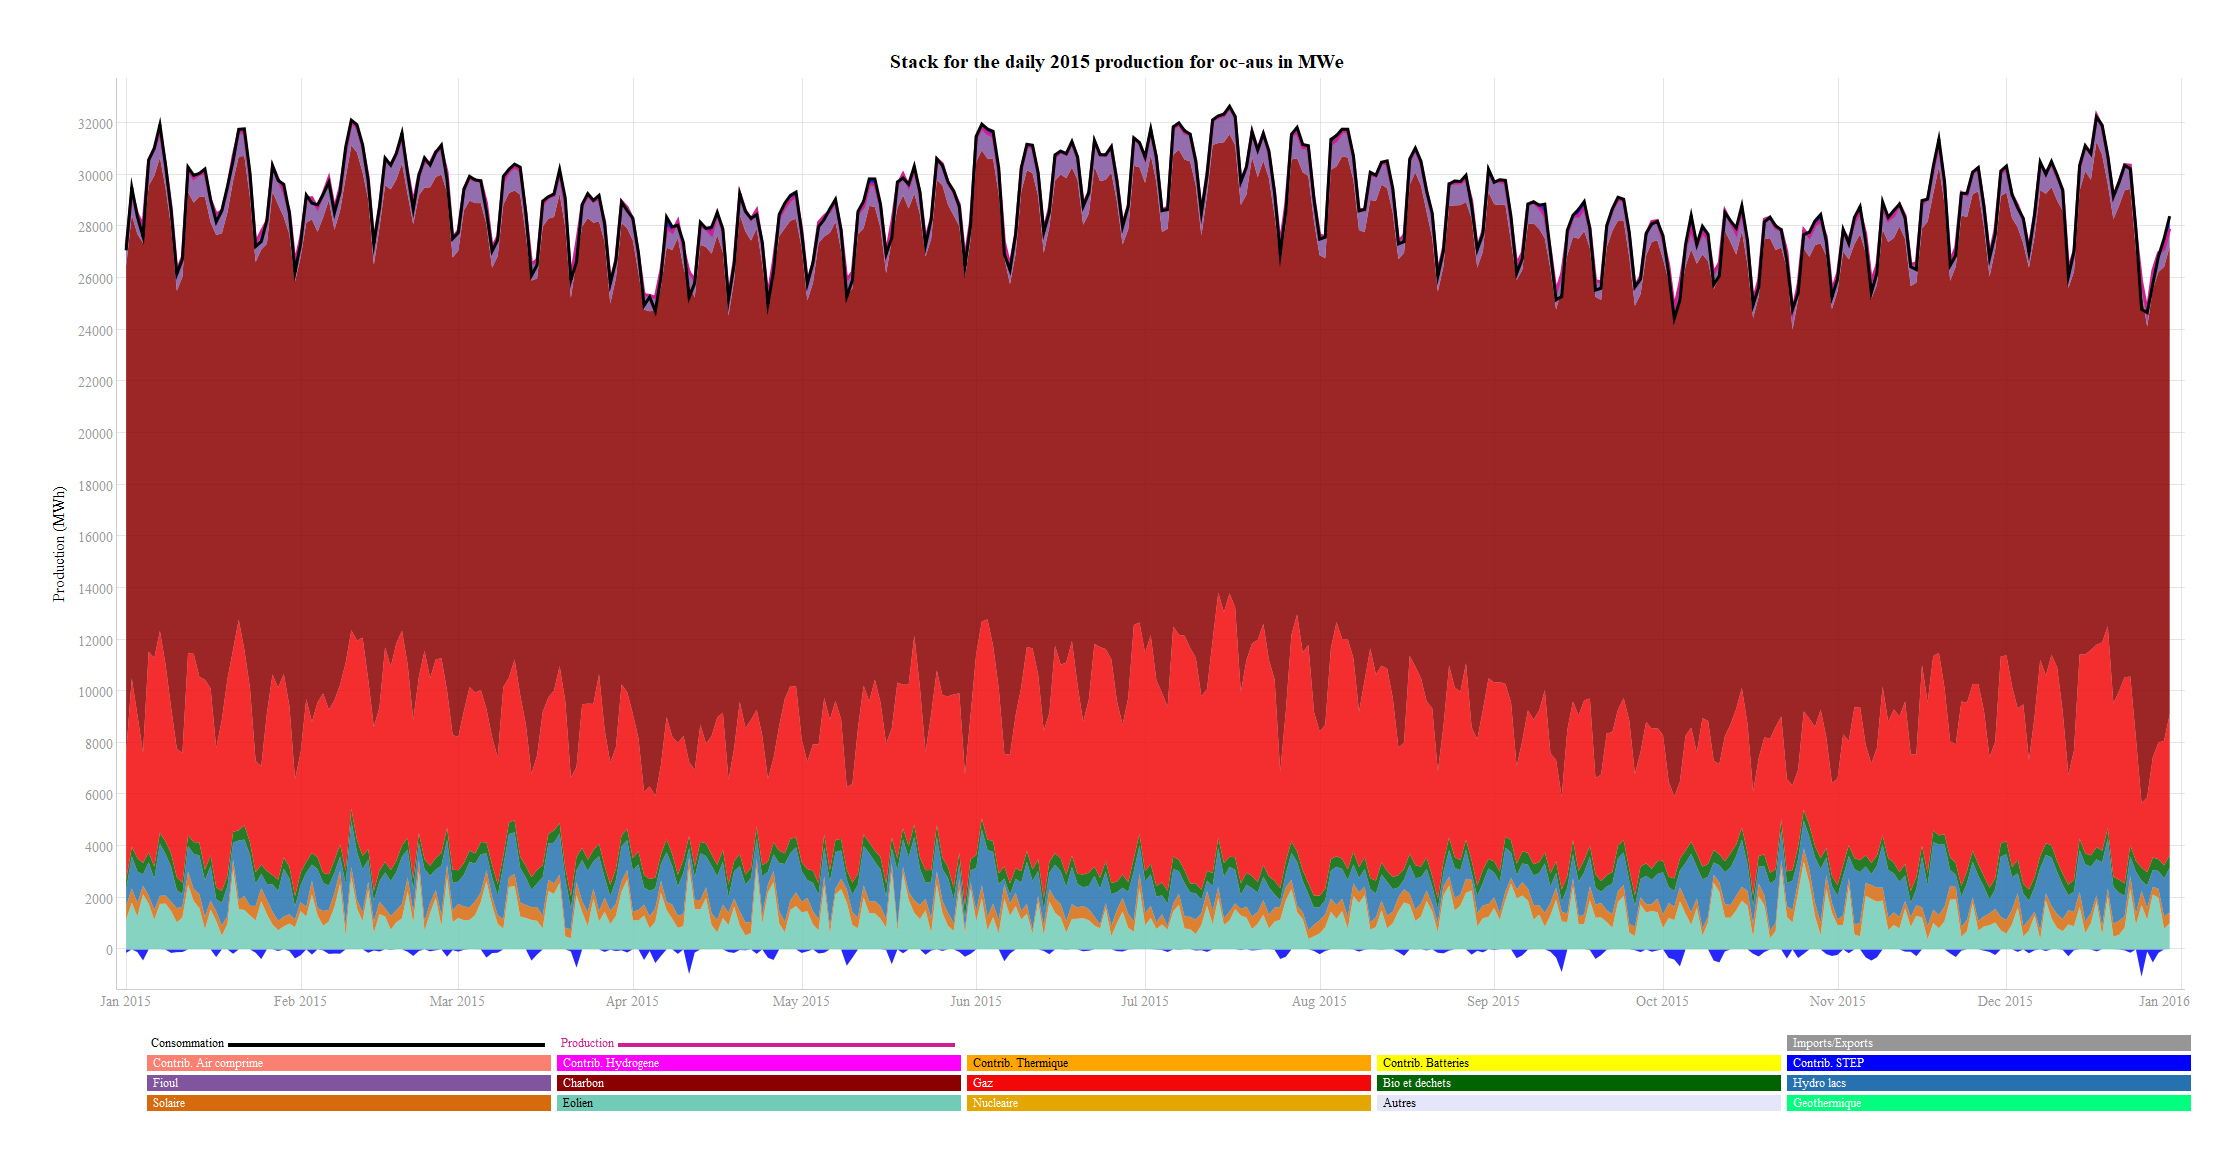 Stack for the daily 2015 production for oc-aus in MWe
Production (MWh)
32000
30000
28000
26000
24000
22000
20000
18000
16000
14000
12000
10000
8000
6000
4000
2000
0
Jan 2015 Feb 2015 Mar 2015 Apr 2015 May 2015 Jun 2015 Jul 2015 Aug 2015 Sep 2015 Oct 2015 Nov 2015 Dec 2015 Jan 2016
Consommation Production Imports/Exports
Contrib. Air comprime Contrib. Hydrogene Contrib. Thermique Contrib. Batteries Contrib. STEP
Fioul Charbon Gaz Bio et dechets Hydro lacs
Solaire Eolien Nucleaire Autres Geothermique